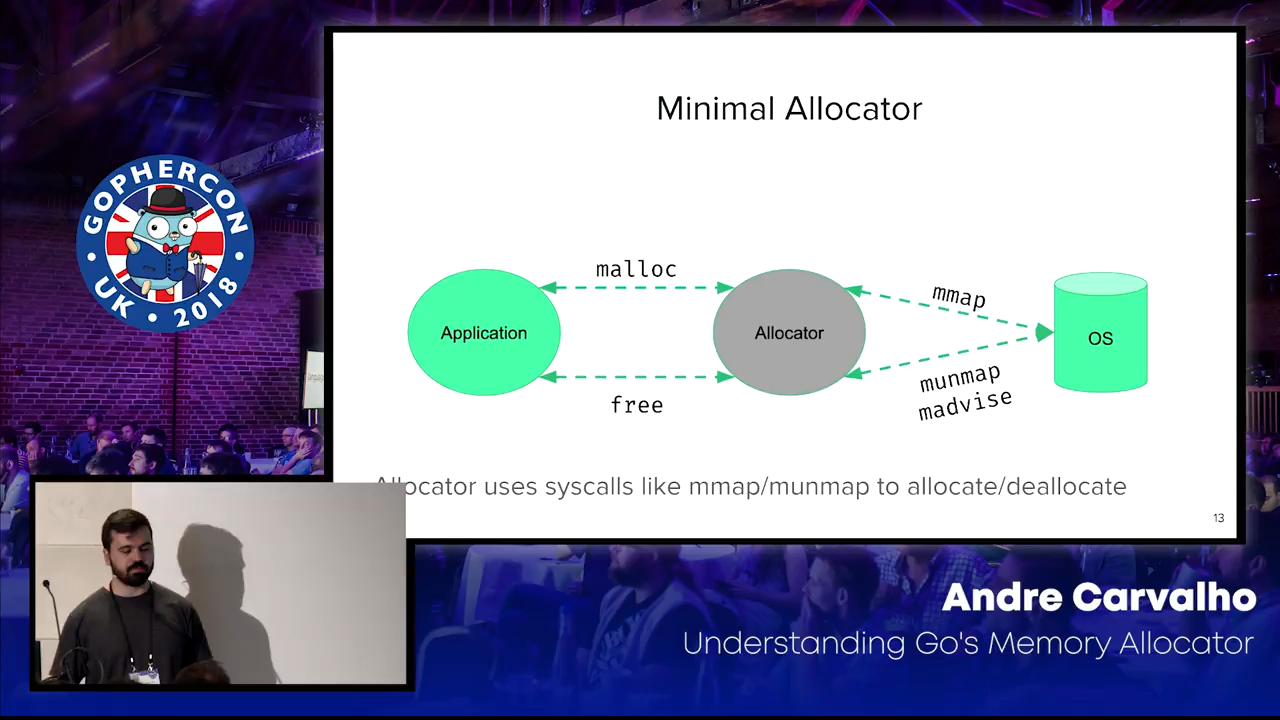 Minimal Allocator
GOPHERCON
UK • 2018
malloc
mmap
Application
Allocator
OS
free
munmap
madvise
Allocator uses syscalls like mmap/munmap to allocate/deallocate
13
Andre Carvalho
Understanding Go's Memory Allocator